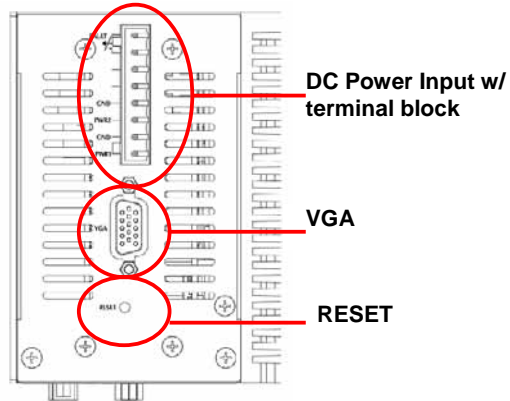 DC Power Input w/
terminal block
GND
PWR2
GND
PWR1
VGA
VGA
RESET
RESET